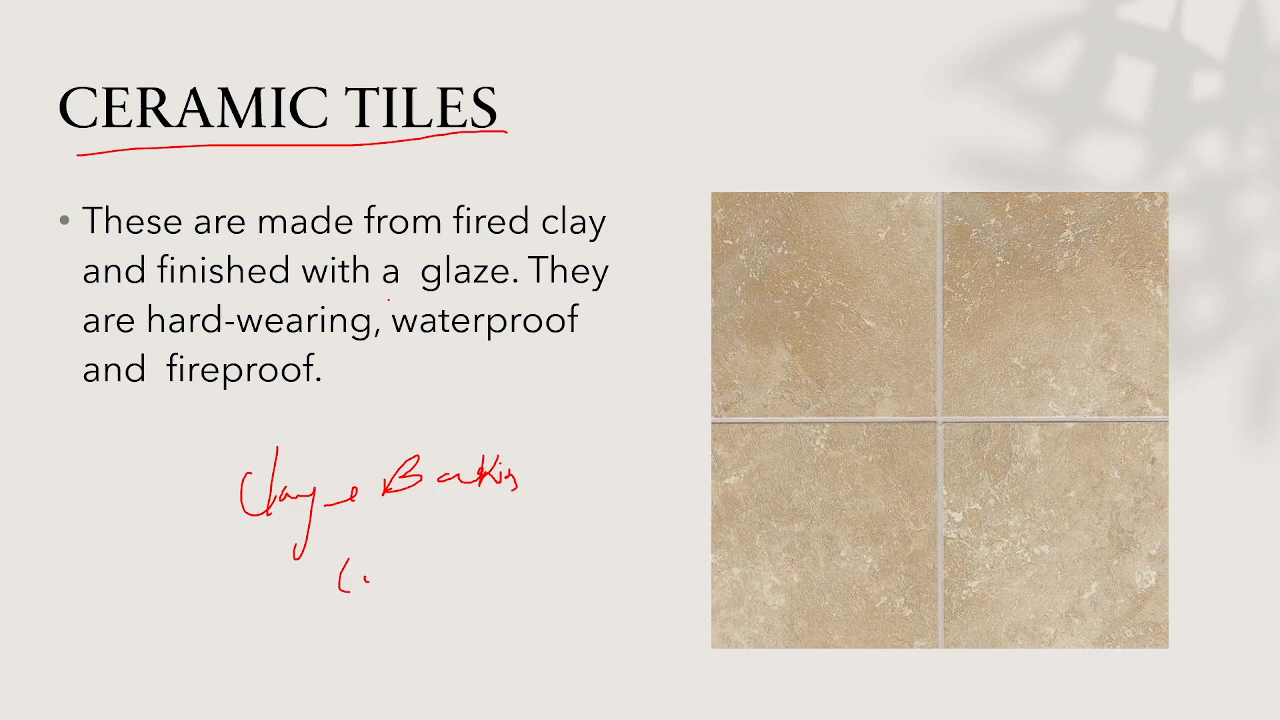 CERAMIC TILES
• These are made from fired clay
and finished with a glaze. They
are hard-wearing, waterproof
and fireproof.
Clay